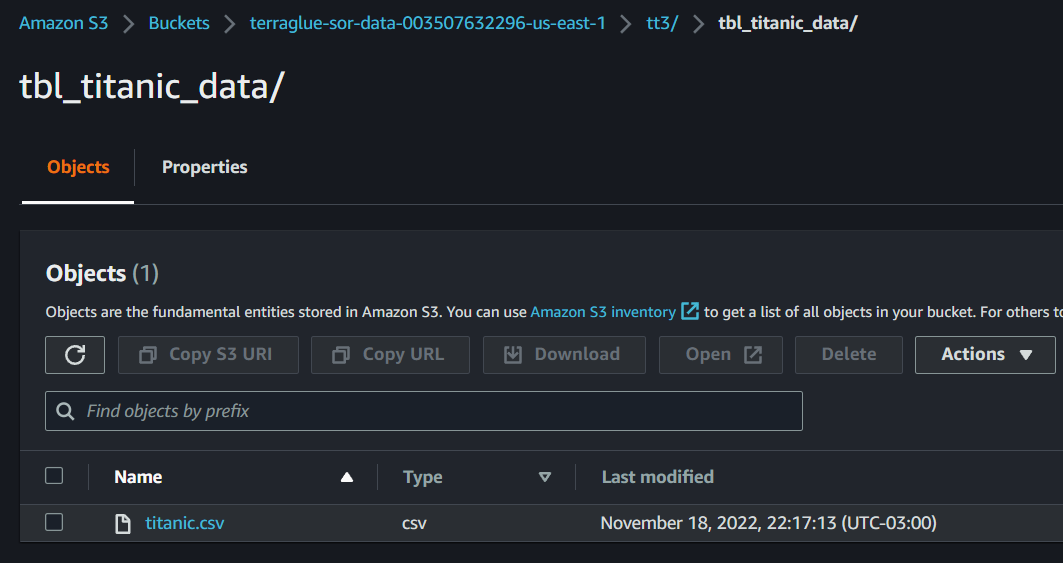 Amazon S3 > Buckets > terraglue-sor-data-003507632296-us-east-1 > tt3/ > tbl_titanic_data/
tbl_titanic_data/
Objects Properties
Objects (1)
Objects are the fundamental entities stored in Amazon S3. You can use Amazon S3 inventory to get a list of all objects in your bucket. For others to
Copy S3 URI Copy URL Download Open Delete Actions
Find objects by prefix
Name Type Last modified
titanic.csv csv November 18, 2022, 22:17:13 (UTC-03:00)